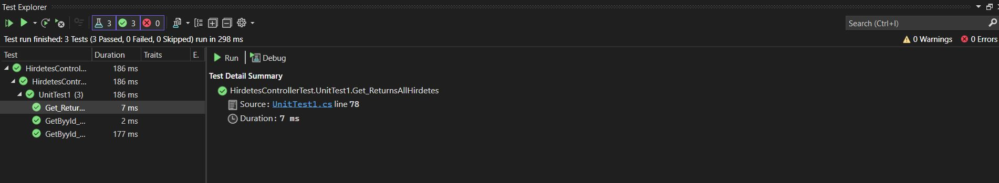 Test Explorer
3 3 0
Search (Ctrl+I)
Test run finished: 3 Tests (3 Passed, 0 Failed, 0 Skipped) run in 298 ms
0 Warnings 0 Errors
Test Duration Traits E.
HirdetesControl... 186 ms
HirdetesContr... 186 ms
UnitTest1 (3) 186 ms
Get_Retur... 7 ms
GetByyId_... 2 ms
GetByyId_... 177 ms
Run Debug
Test Detail Summary
HirdetesControllerTest.UnitTest1.Get_ReturnsAllHirdetes
Source: UnitTest1.cs line 78
Duration: 7 ms